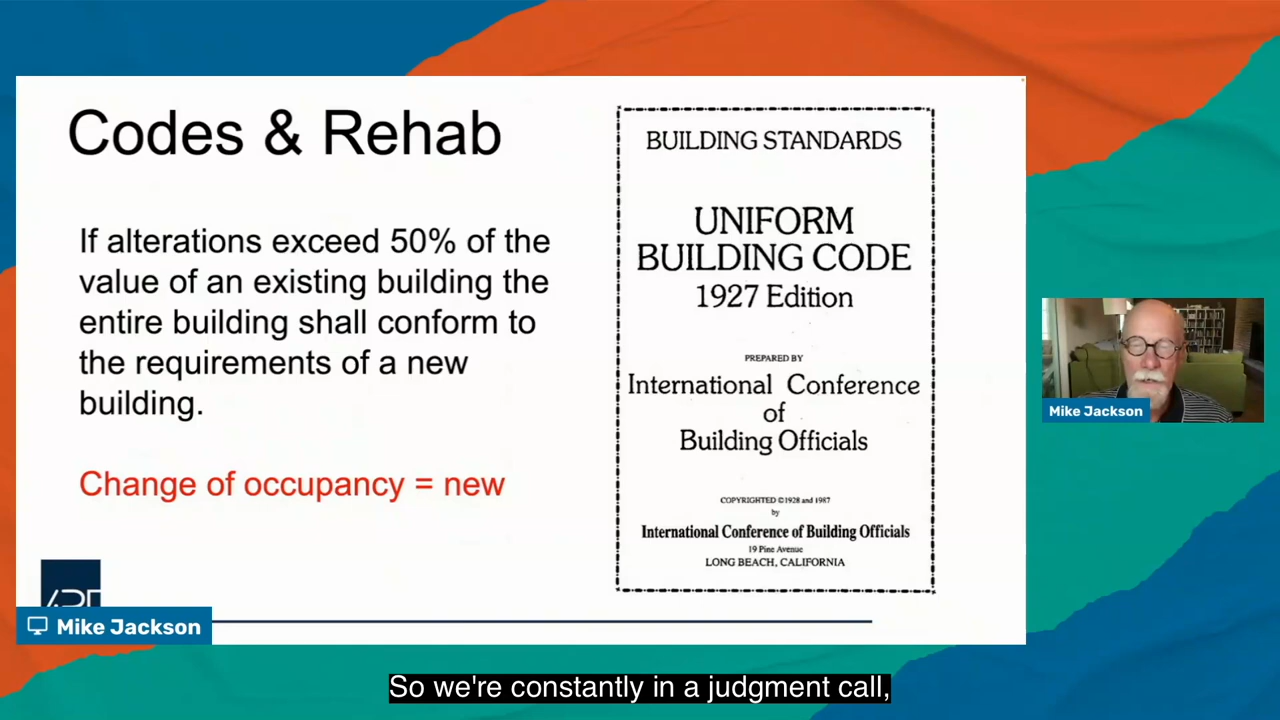 Codes & Rehab
If alterations exceed 50% of the
value of an existing building the
entire building shall conform to
the requirements of a new
building.
Change of occupancy = new
BUILDING STANDARDS
UNIFORM
BUILDING CODE
1927 Edition
PREPARED BY
International Conference
of
Building Officials
COPYRIGHTED ©1928 and 1987
by
International Conference of Building Officials
19 Pine Avenue
LONG BEACH, CALIFORNIA
Mike Jackson
Mike Jackson
So we're constantly in a judgment call,